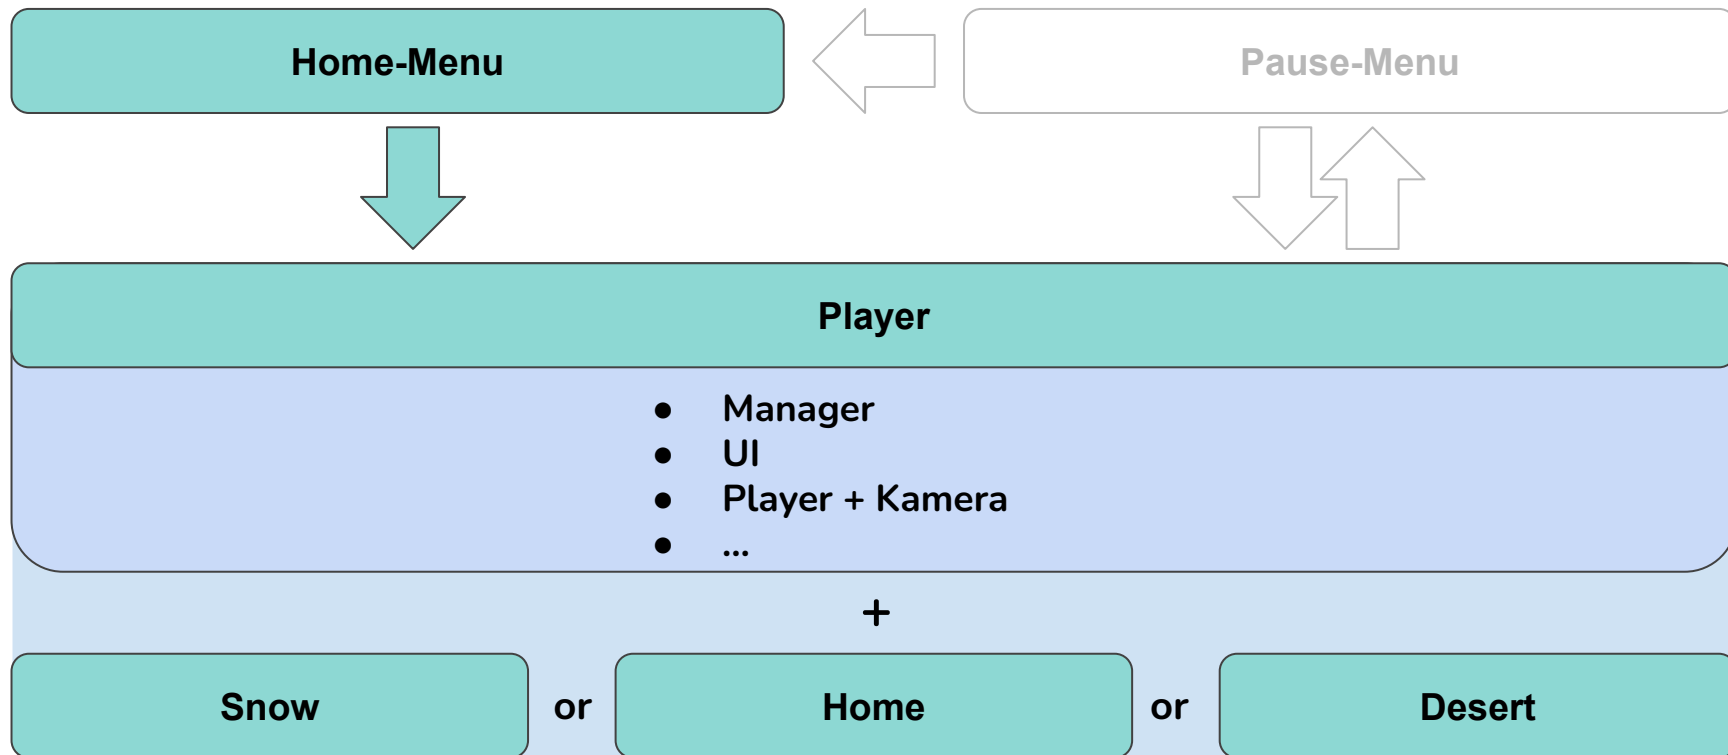 Home-Menu
Pause-Menu
Player
● Manager
● UI
● Player + Kamera
● ...
+
Snow or Home or Desert